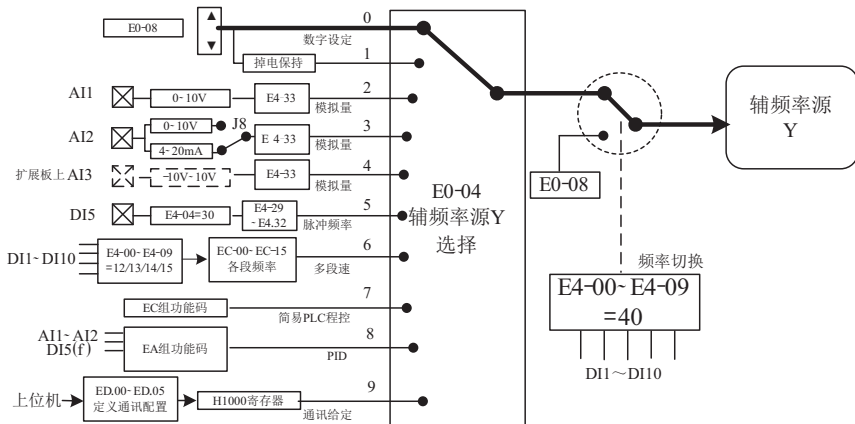 E0-08
▲
▼
0
数字设定
掉电保持
1
AI1
0~10V
E4-33
2
模拟量
AI2
0~10V
4~20mA
J8
E 4-33
3
模拟量
扩展板上 AI3
-10V~10V
E4-33
4
模拟量
DI5
E4-04=30
E4-29
~E4.32
5
脉冲频率
DI1~DI10
E4-00~E4-09
=12/13/14/15
EC-00~EC-15
各段频率
6
多段速
EC组功能码
7
简易PLC程控
AI1~AI2
DI5(f)
EA组功能码
8
PID
上位机
ED.00~ED.05
定义通讯配置
H1000寄存器
9
通讯给定
E0-04
辅频率源Y
选择
E0-08
辅频率源
Y
频率切换
E4-00~E4-09
=40
DI1～DI10